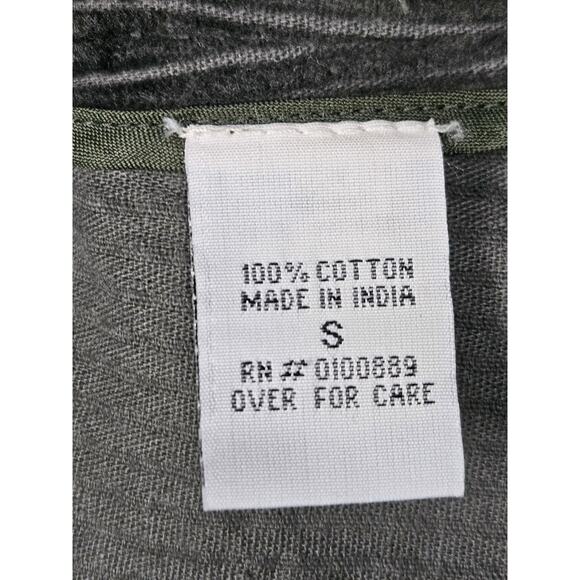 100% COTTON
MADE IN INDIA
S
RN # 0100889
OVER FOR CARE